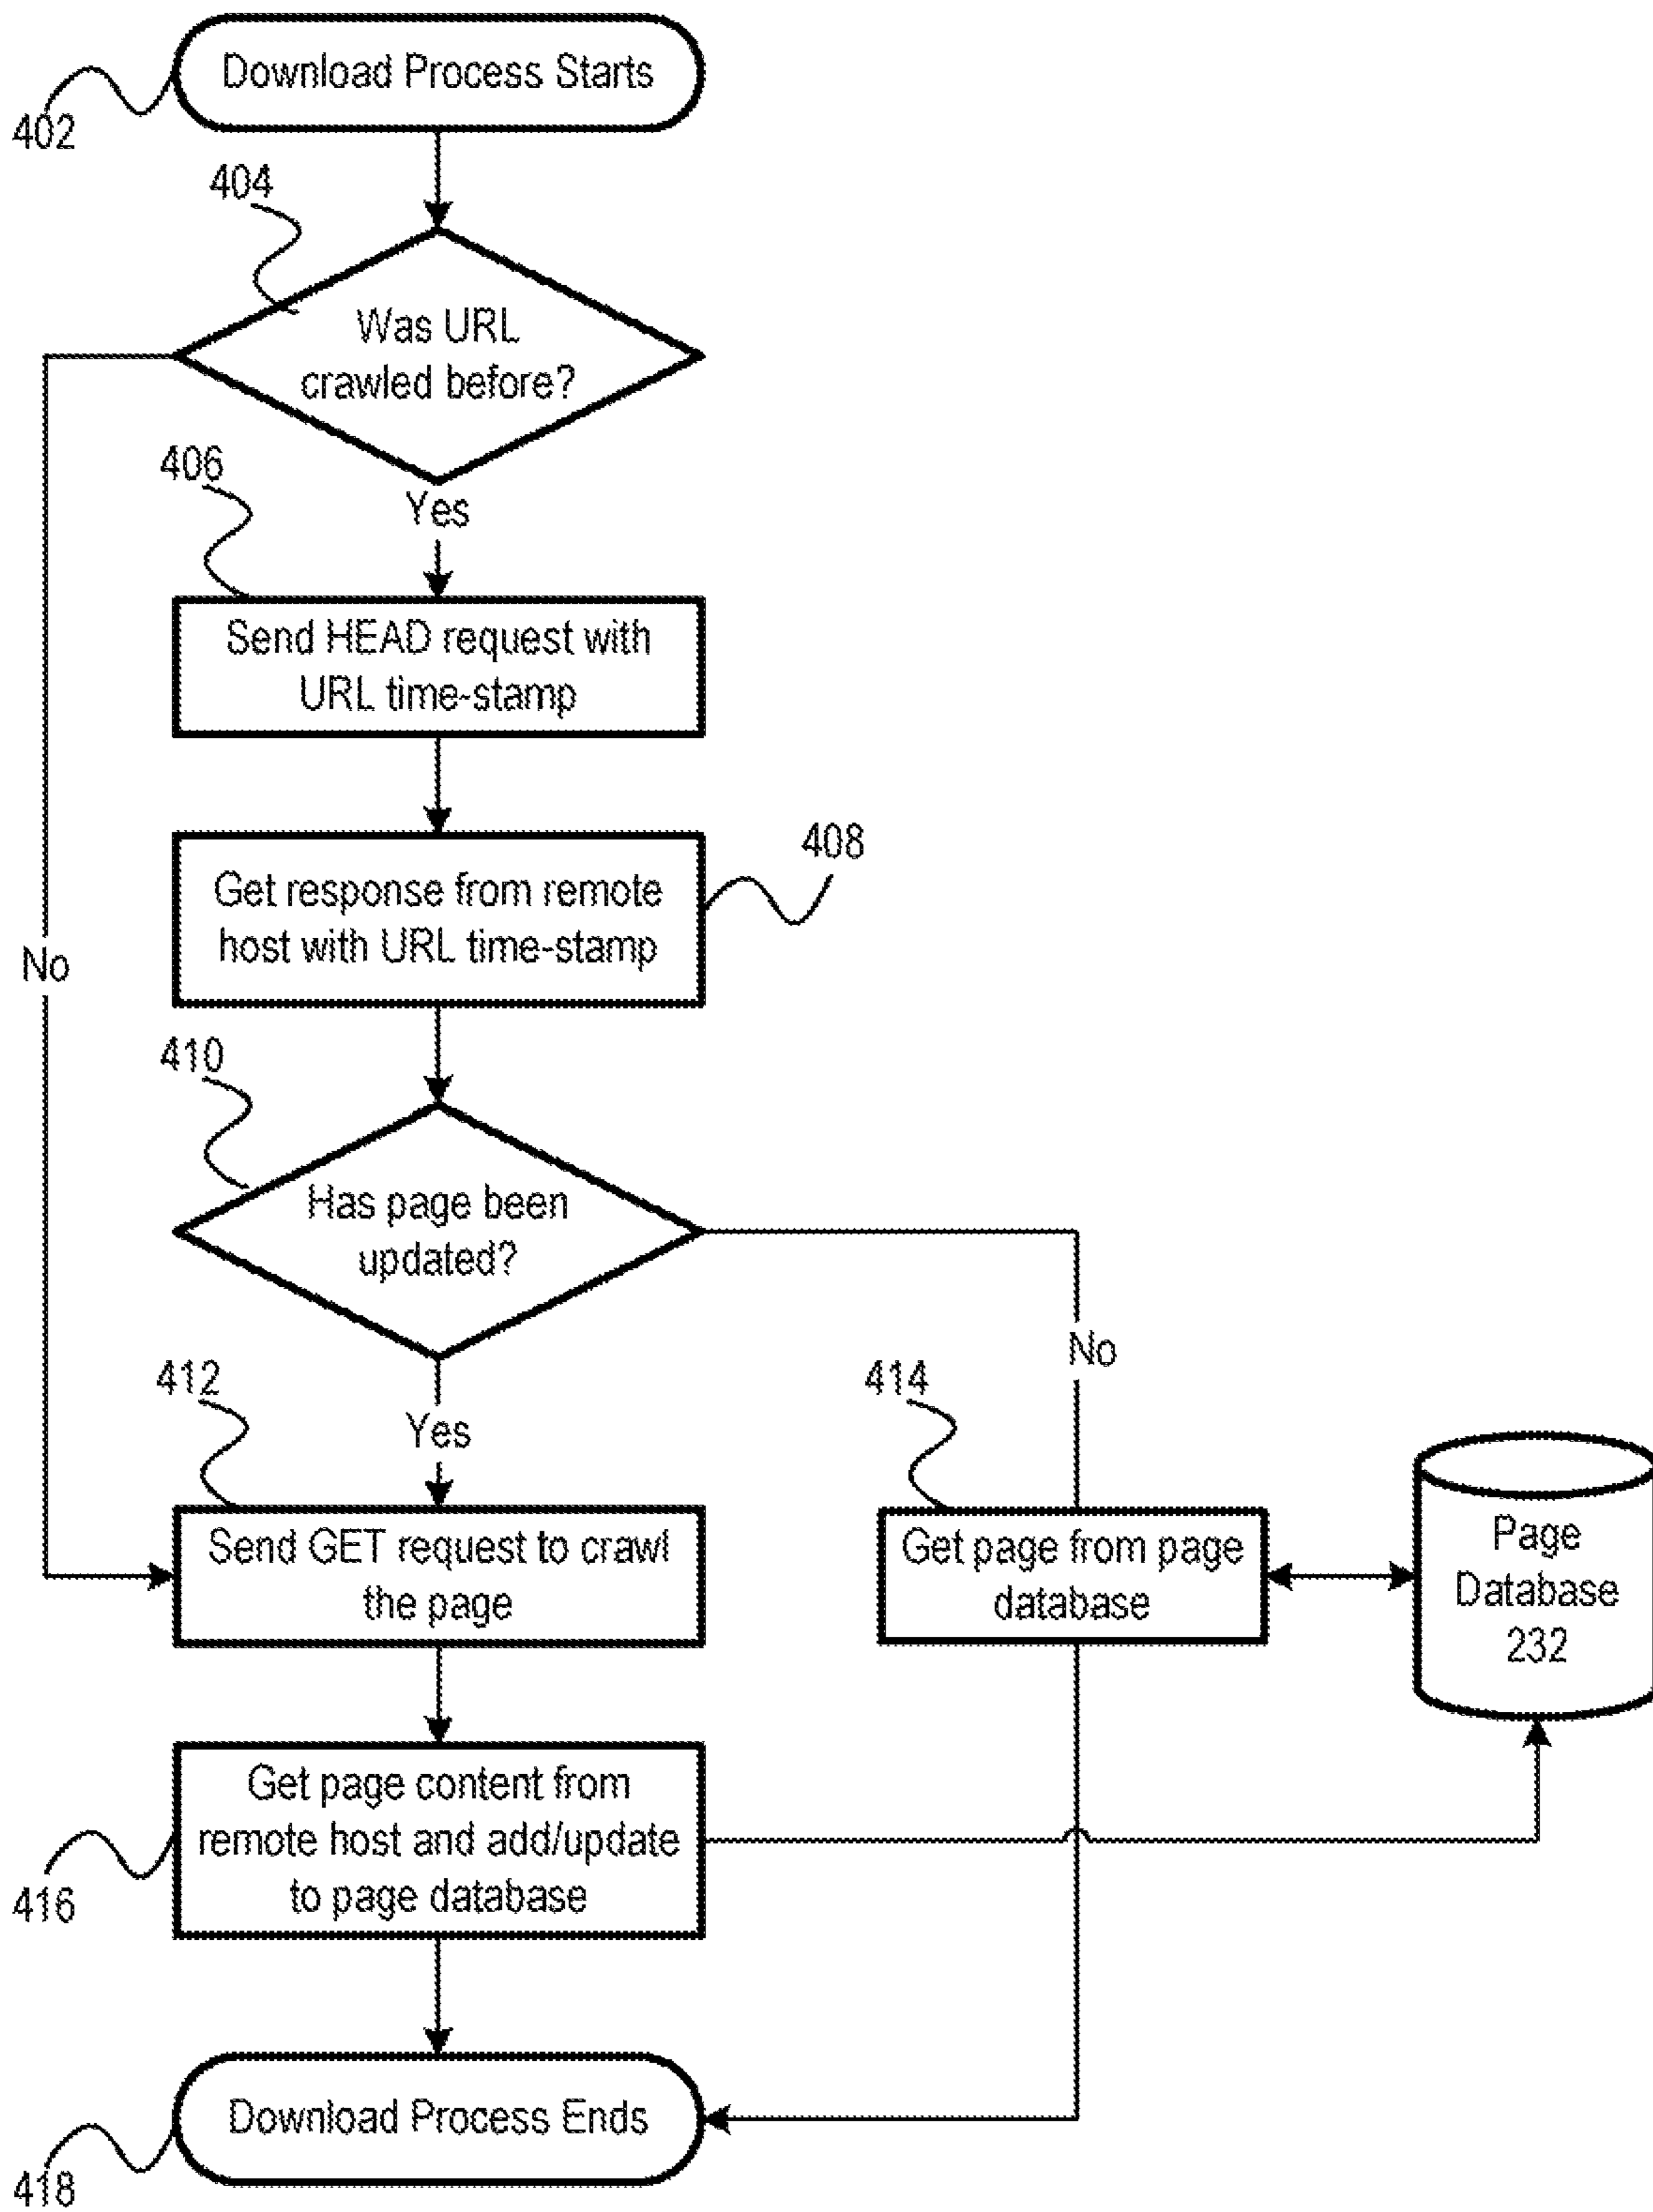 Download Process Starts
402
404
Was URL
crawled before?
406
Yes
Send HEAD request with
URL time-stamp
408
Get response from remote
host with URL time-stamp
No
410
Has page been
updated?
No
412
414
Yes
Send GET request to crawl
the page
Get page from page
database
Page
Database
232
Get page content from
remote host and add/update
to page database
416
Download Process Ends
418